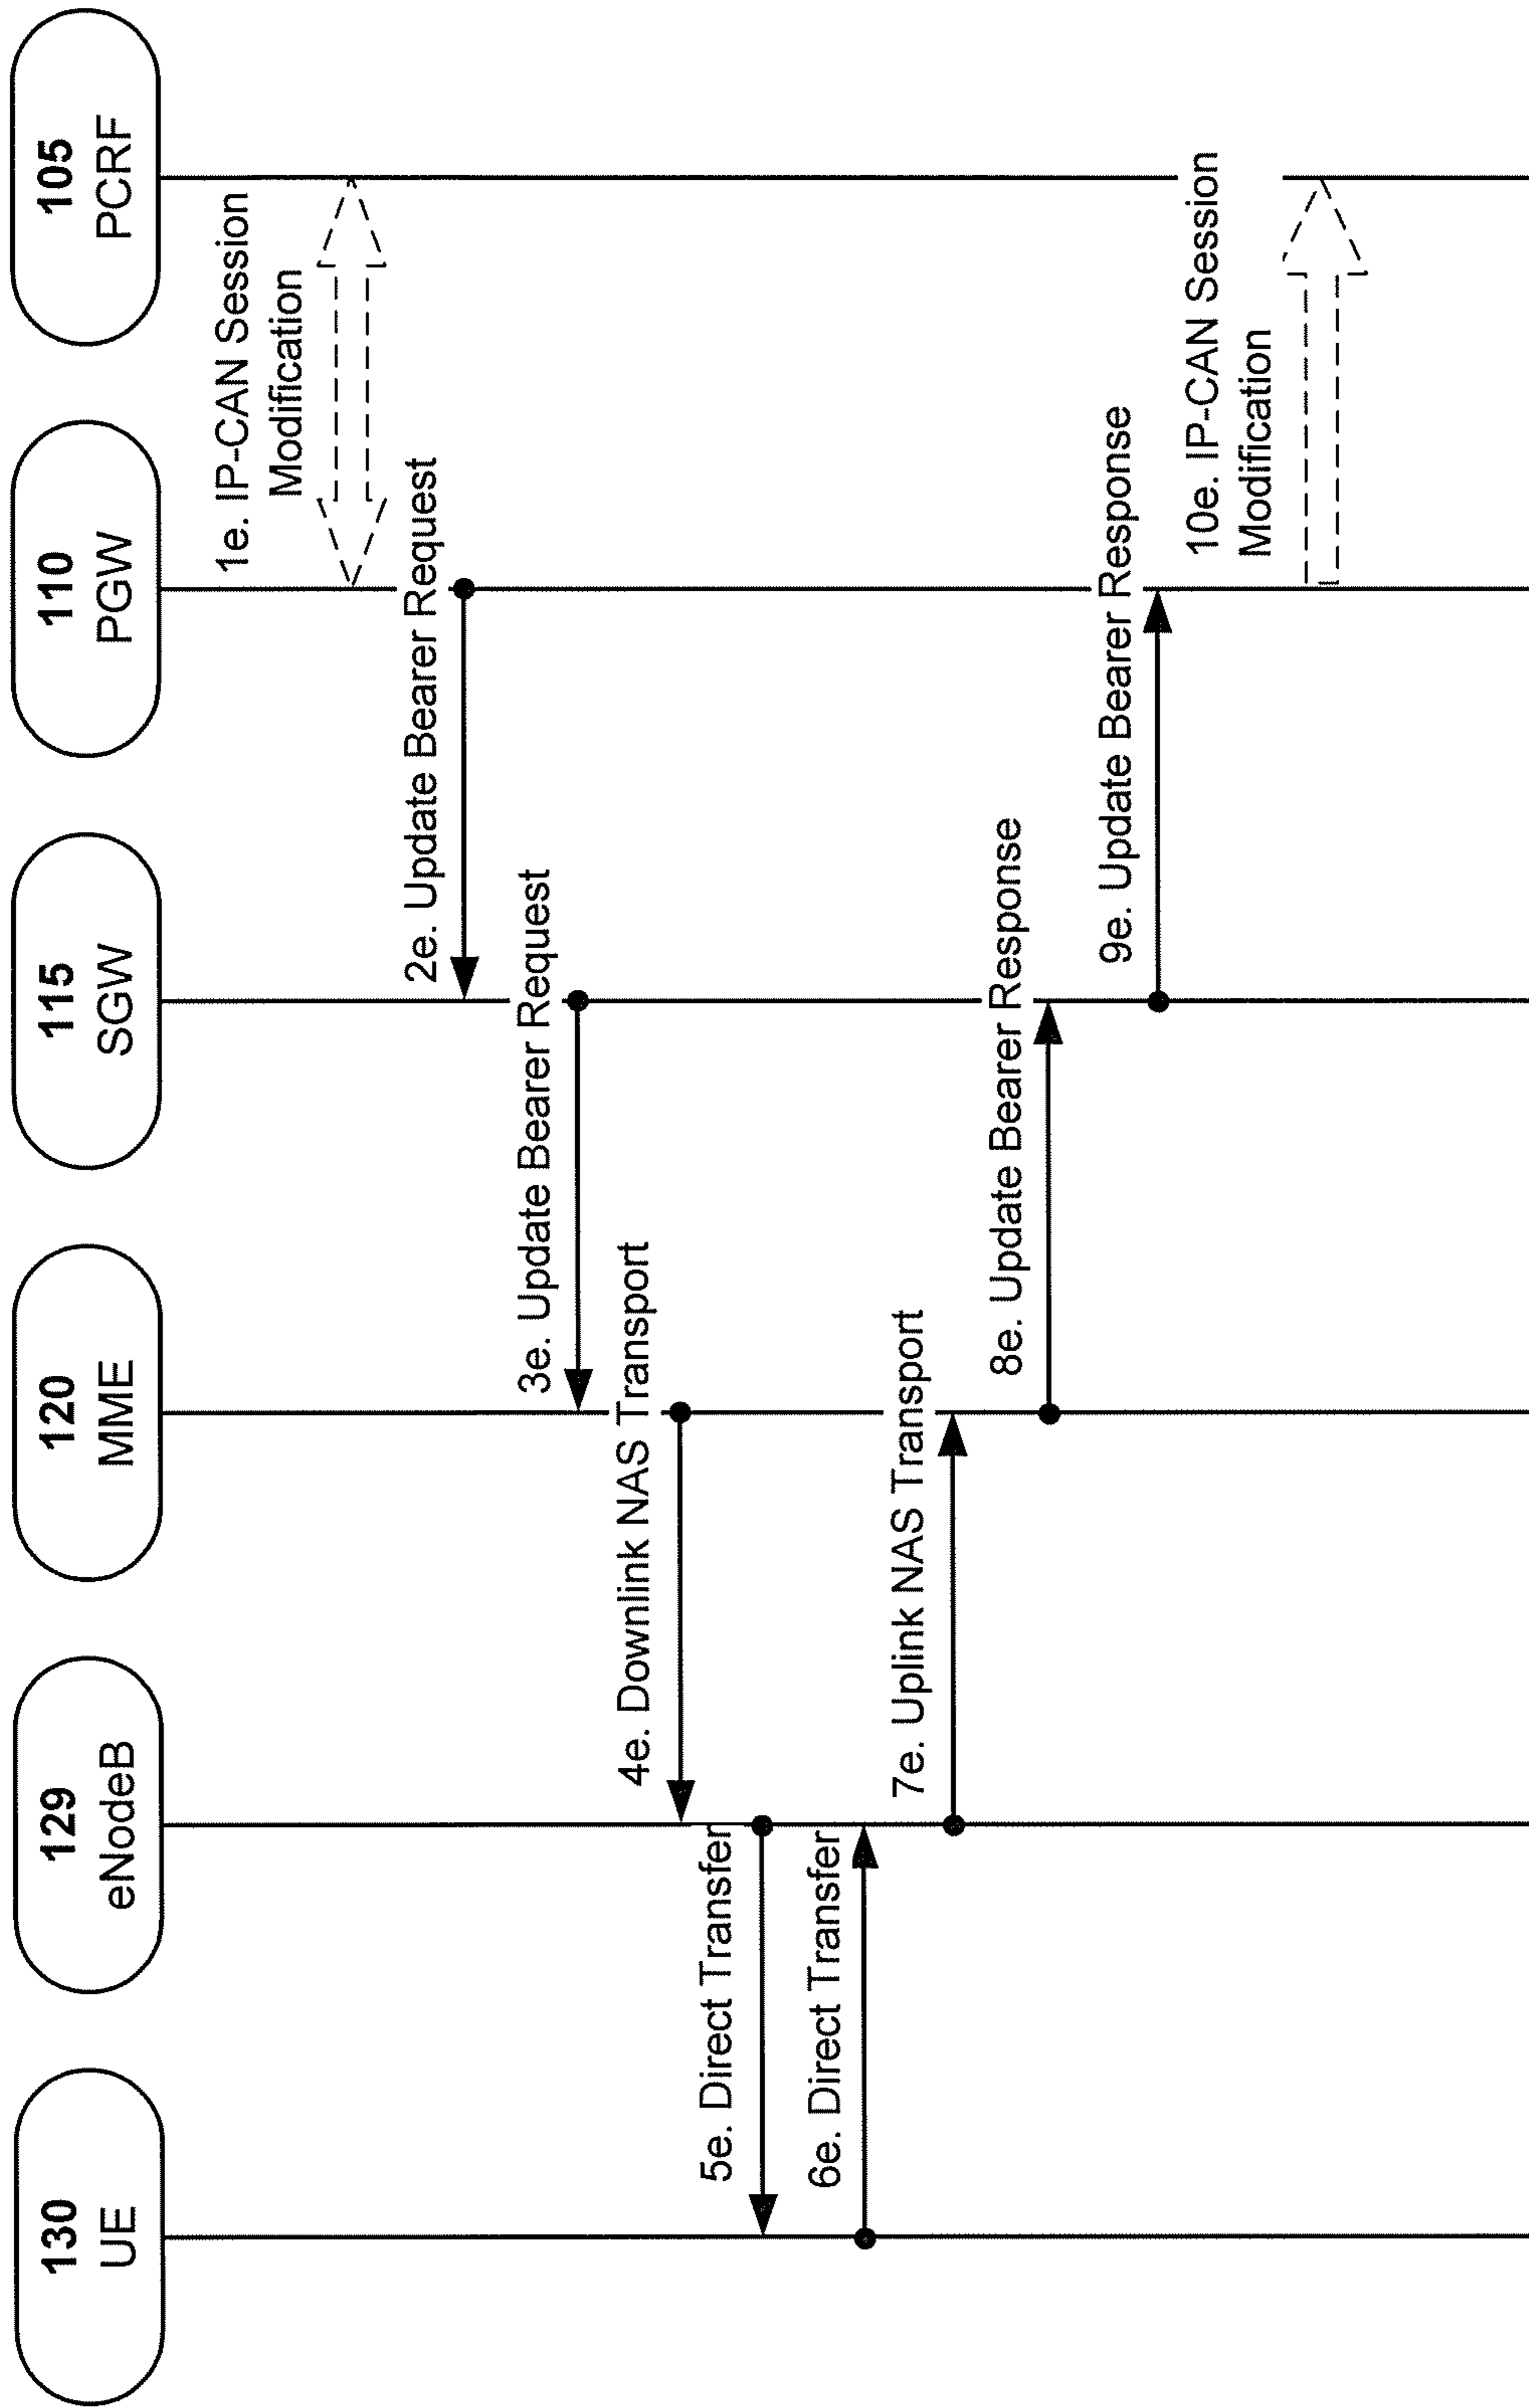 130
UE
129
eNodeB
120
MME
115
SGW
110
PGW
105
PCRF
1e. IP-CAN Session
Modification
2e. Update Bearer Request
3e. Update Bearer Request
4e. Downlink NAS Transport
5e. Direct Transfer
6e. Direct Transfer
7e. Uplink NAS Transport
8e. Update Bearer Response
9e. Update Bearer Response
10e. IP-CAN Session
Modification